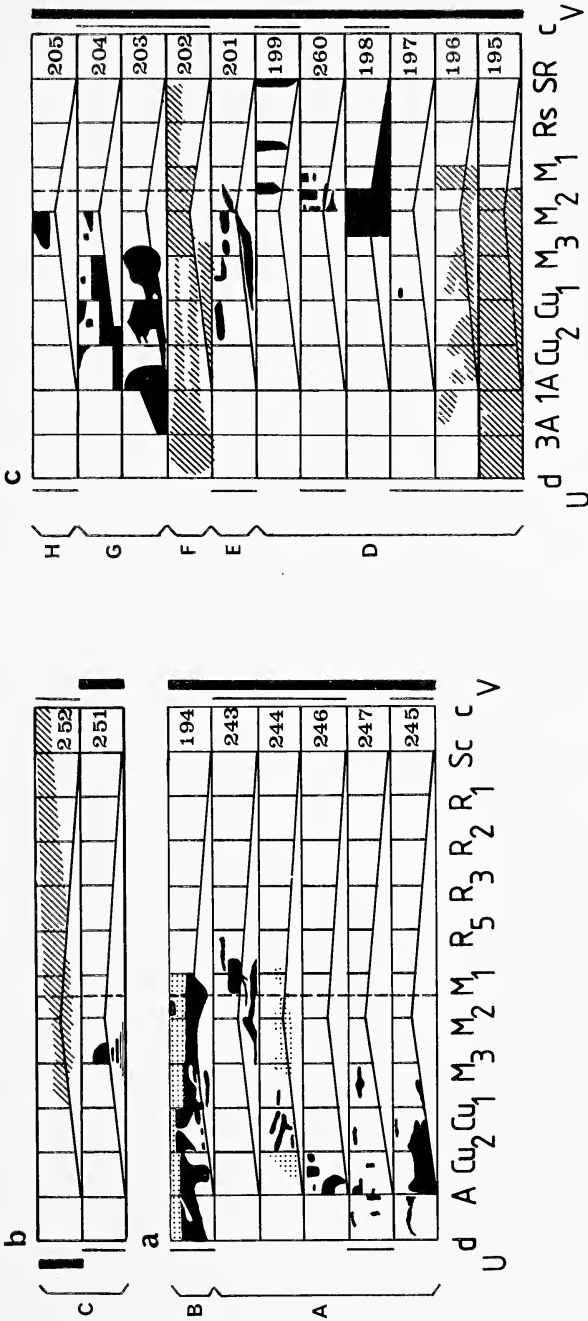 b
C
252
251
a
B
194
A
243
244
246
247
245
U d A Cu2 Cu1 M3 M2 M1 R5 R3 R2 R1 Sc c V
c
H
205
G
204
203
F
202
E
201
D
199
260
198
197
196
195
U d 3A 1A Cu2 Cu1 M3 M2 M1 Rs SR c V